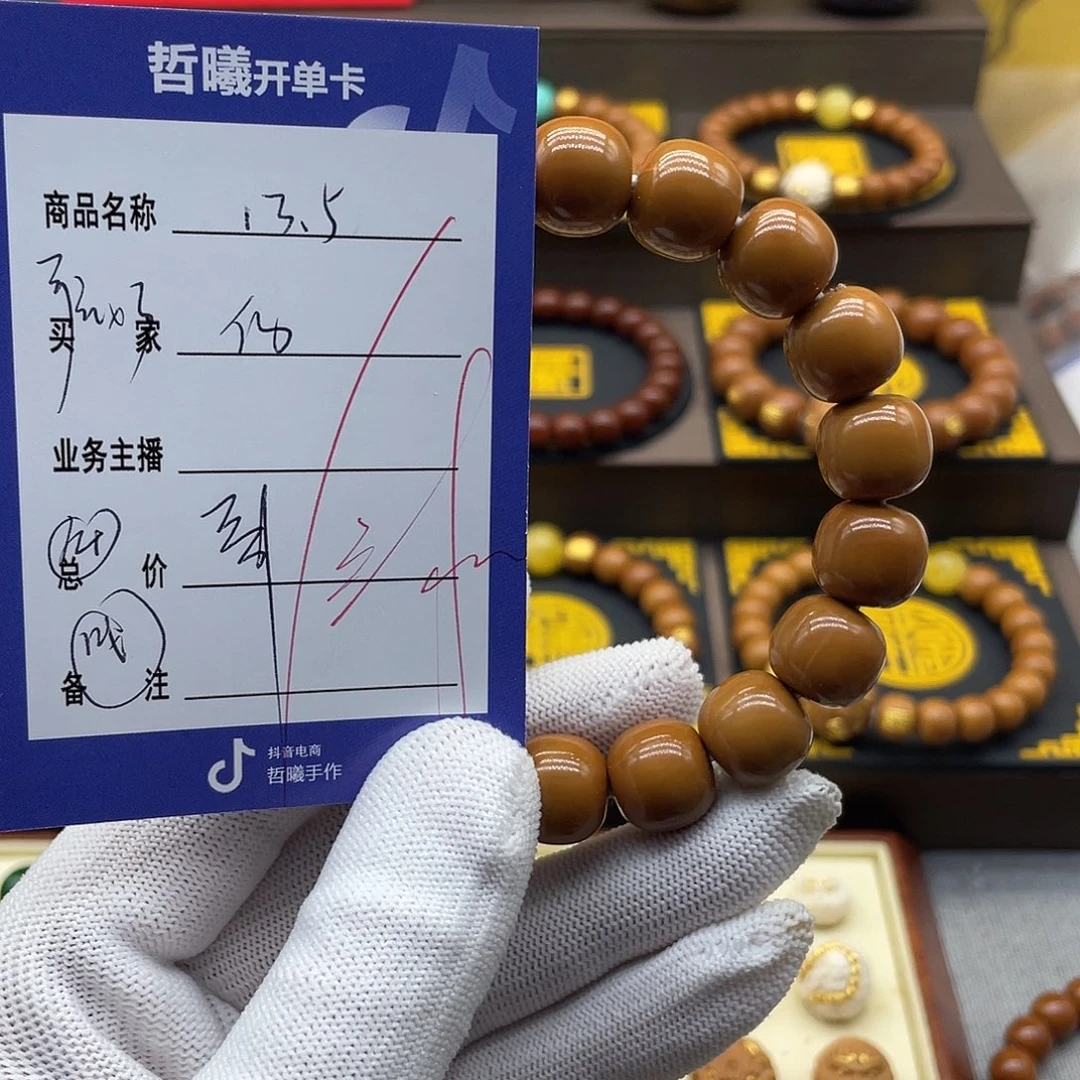 哲曦开单卡
商品名称 13.5
买家
业务主播
总价
备注
抖音电商
哲曦手作